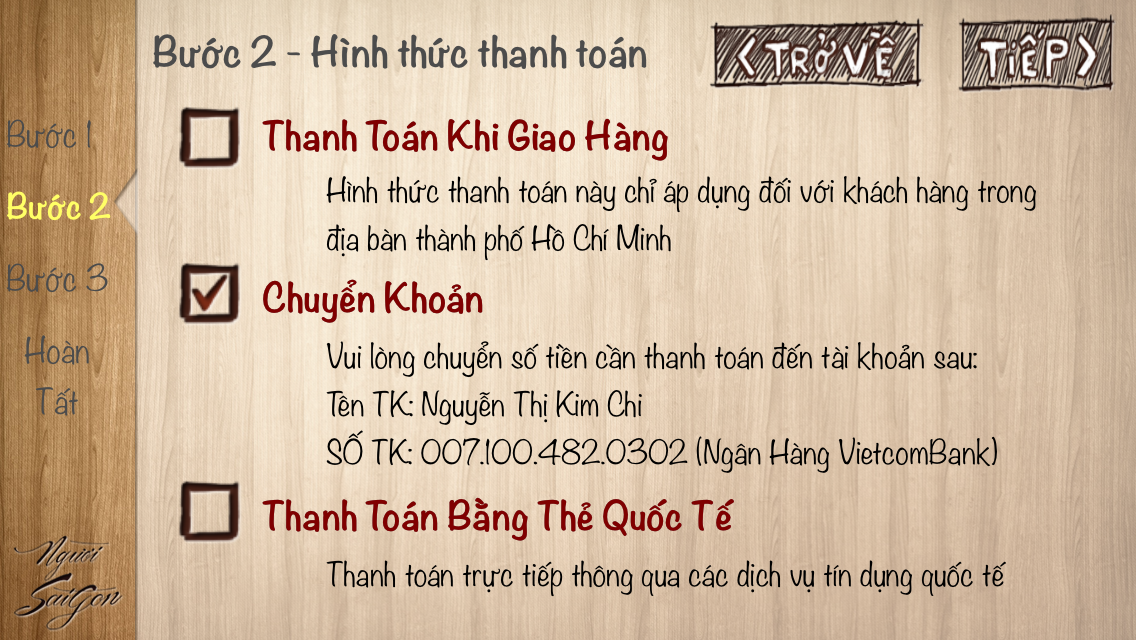 Bước 2 - Hình thức thanh toán
< TRỞ VỀ
TIẾP >
Bước 1
Bước 2
Bước 3
Hoàn
Tất
Thanh Toán Khi Giao Hàng
Hình thức thanh toán này chỉ áp dụng đối với khách hàng trong
địa bàn thành phố Hồ Chí Minh
Chuyển Khoản
Vui lòng chuyển số tiền cần thanh toán đến tài khoản sau:
Tên TK: Nguyễn Thị Kim Chi
SỐ TK: 007.100.482.0302 (Ngân Hàng VietcomBank)
Thanh Toán Bằng Thẻ Quốc Tế
Thanh toán trực tiếp thông qua các dịch vụ tín dụng quốc tế
Người
SaiGon